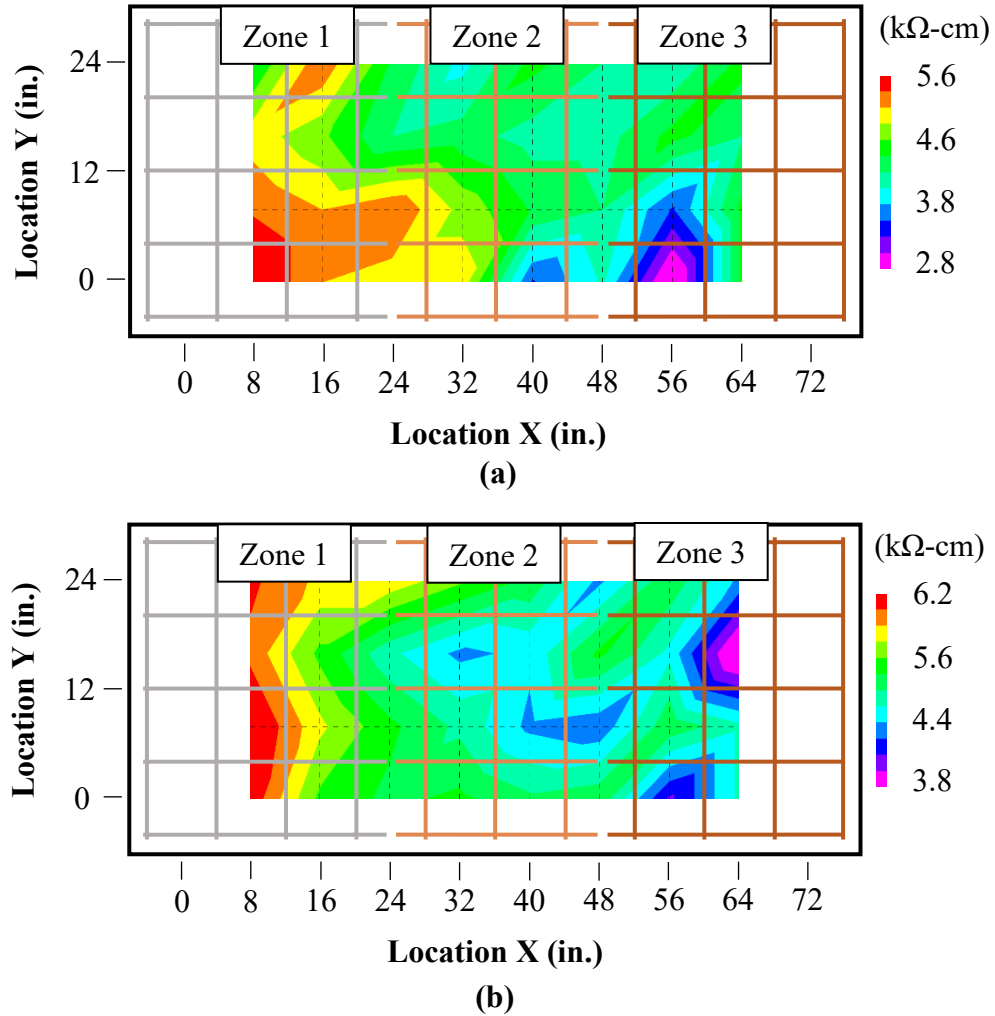 Zone 1 Zone 2 Zone 3
(kΩ-cm)
24
12
0
Location Y (in.)
5.6
4.6
3.8
2.8
0 8 16 24 32 40 48 56 64 72
Location X (in.)
(a)
Zone 1 Zone 2 Zone 3
(kΩ-cm)
24
12
0
Location Y (in.)
6.2
5.6
4.4
3.8
0 8 16 24 32 40 48 56 64 72
Location X (in.)
(b)